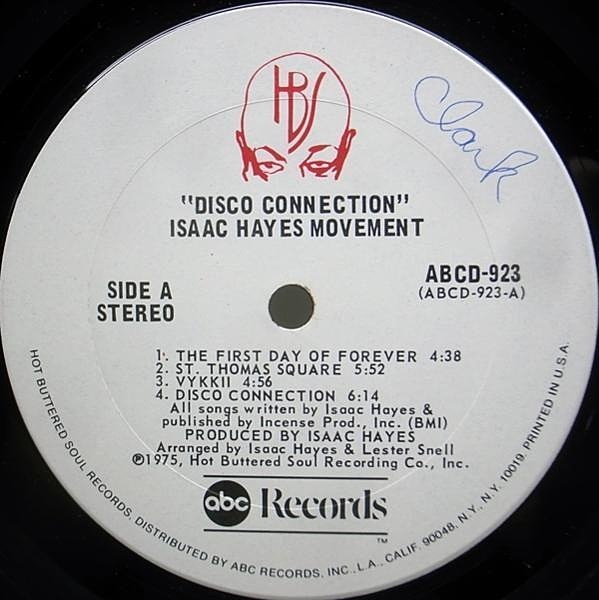 HBS
Clark
"DISCO CONNECTION"
ISAAC HAYES MOVEMENT
SIDE A
STEREO
ABCD-923
(ABCD-923-A)
1. THE FIRST DAY OF FOREVER 4:38
2. ST. THOMAS SQUARE 5:52
3. VYKKII 4:56
4. DISCO CONNECTION 6:14
All songs written by Isaac Hayes &
published by Incense Prod., Inc. (BMI)
PRODUCED BY ISAAC HAYES
Arranged by Isaac Hayes & Lester Snell
℗1975, Hot Buttered Soul Recording Co., Inc.
abc Records
TM
HOT BUTTERED SOUL RECORDS, DISTRIBUTED BY ABC RECORDS, INC., L.A., CALIF. 90048, N.Y., N.Y. 10019. PRINTED IN U.S.A.